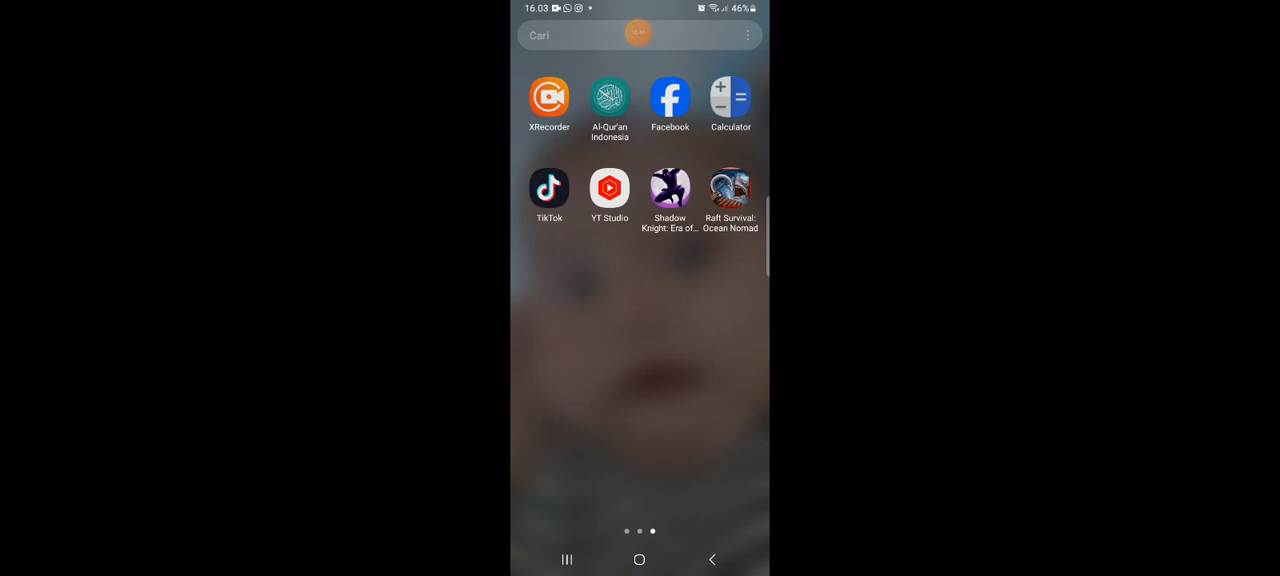 16.03 46%
Cari
XRecorder Al-Qur'an Indonesia Facebook Calculator
TikTok YT Studio Shadow Knight: Era of... Raft Survival: Ocean Nomad